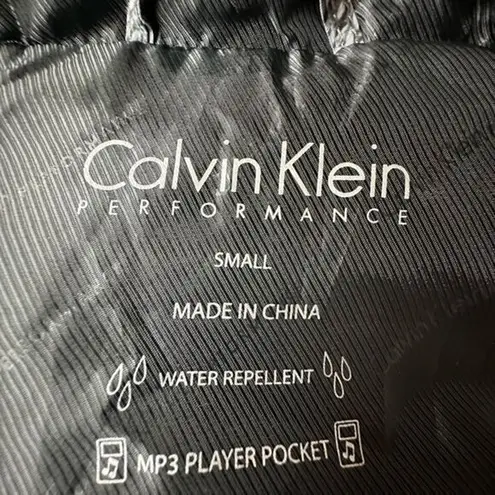 Calvin Klein
PERFORMANCE
SMALL
MADE IN CHINA
WATER REPELLENT
MP3 PLAYER POCKET